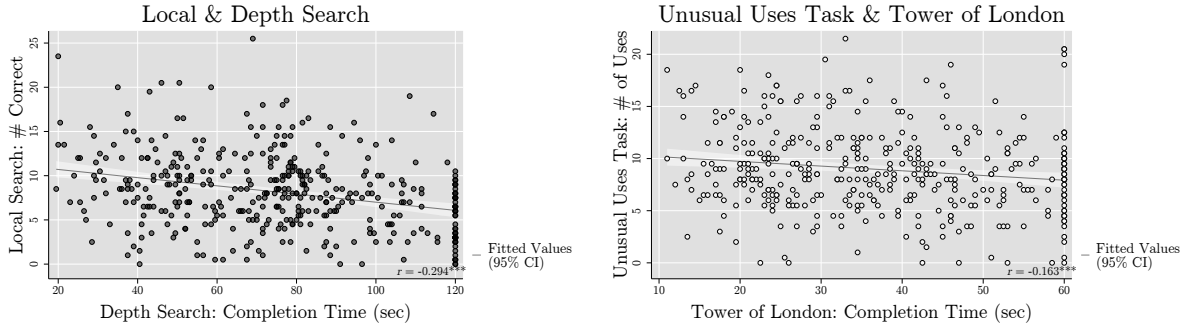 Local & Depth Search
Local Search: # Correct
25
20
15
10
5
0
r = -0.294***
20 40 60 80 100 120
Depth Search: Completion Time (sec)
Fitted Values
(95% CI)
Unusual Uses Task & Tower of London
Unusual Uses Task: # of Uses
20
15
10
5
0
r = -0.163***
10 20 30 40 50 60
Tower of London: Completion Time (sec)
Fitted Values
(95% CI)